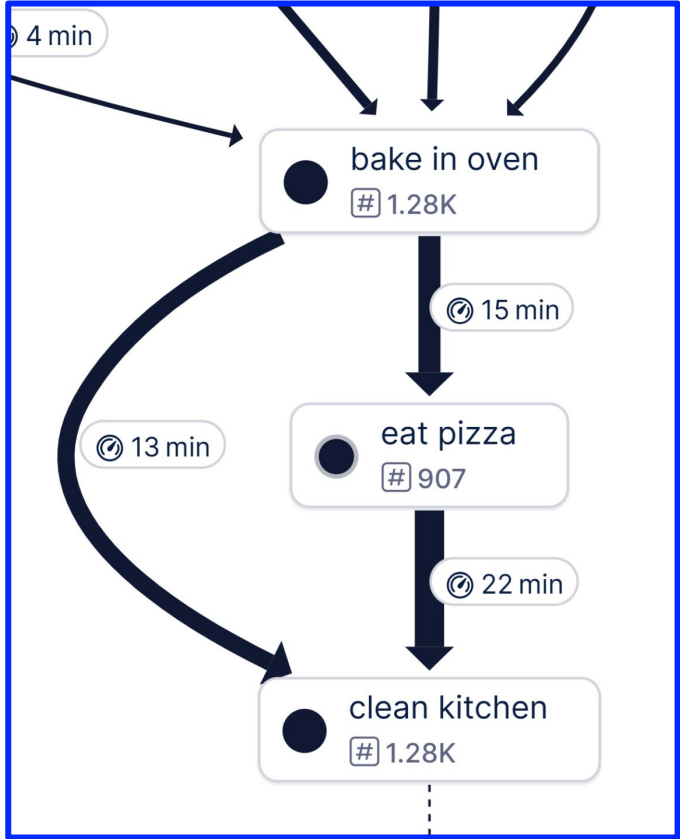 4 min
bake in oven
# 1.28K
15 min
eat pizza
13 min
# 907
22 min
clean kitchen
# 1.28K